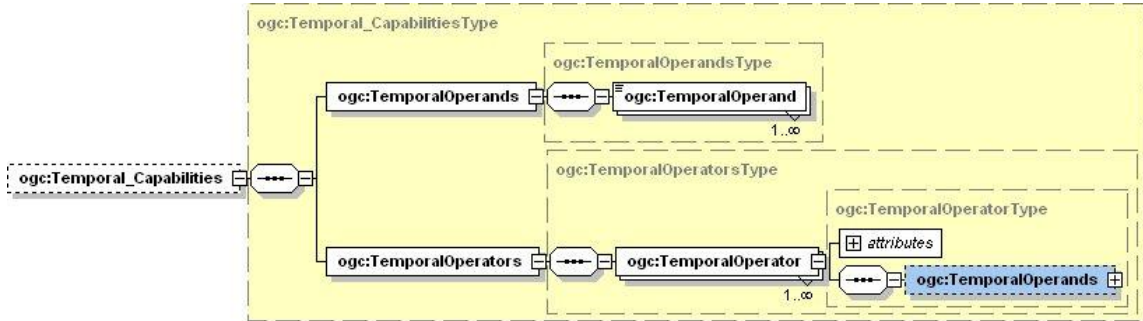 ogc:Temporal_CapabilitiesType
ogc:TemporalOperandsType
ogc:TemporalOperands
ogc:TemporalOperand
1..∞
ogc:Temporal_Capabilities
ogc:TemporalOperatorsType
ogc:TemporalOperatorType
attributes
ogc:TemporalOperators
ogc:TemporalOperator
ogc:TemporalOperands
1..∞